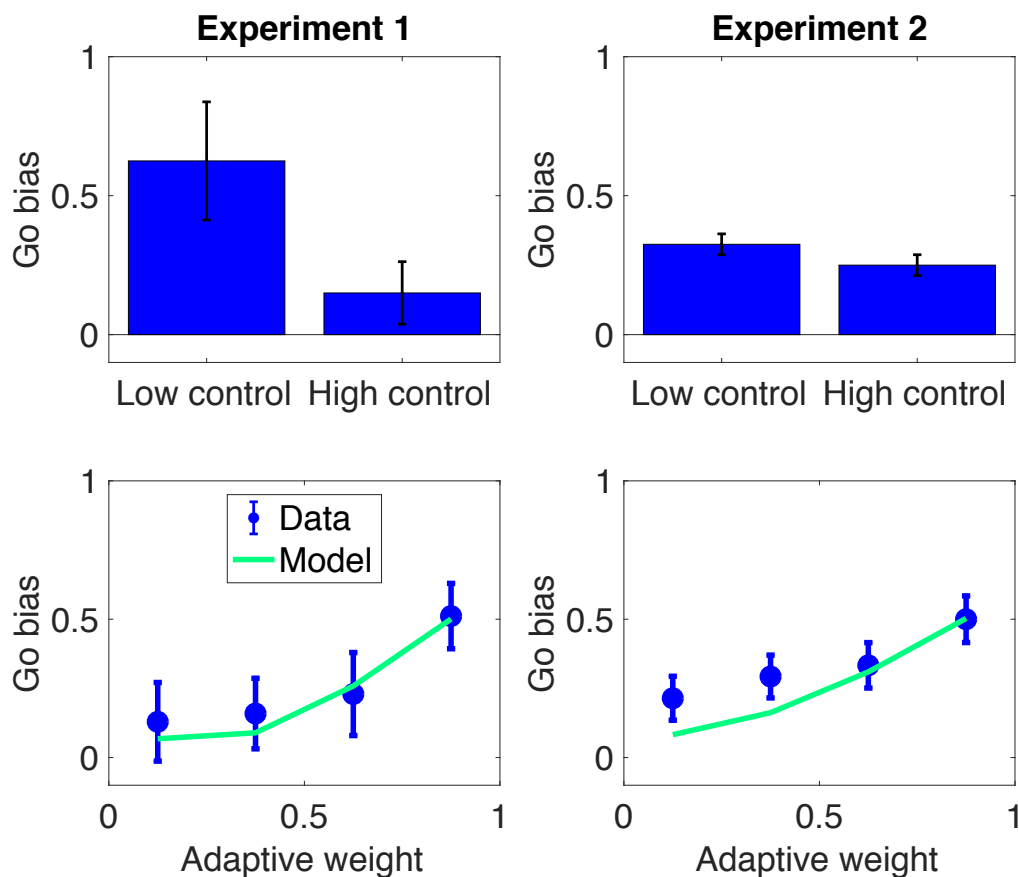 Experiment 1
Experiment 2
1
0.5
0
Go bias
Low control
High control
1
0.5
0
Go bias
Low control
High control
1
0.5
0
Go bias
Data
Model
0
0.5
1
Adaptive weight
1
0.5
0
Go bias
0
0.5
1
Adaptive weight